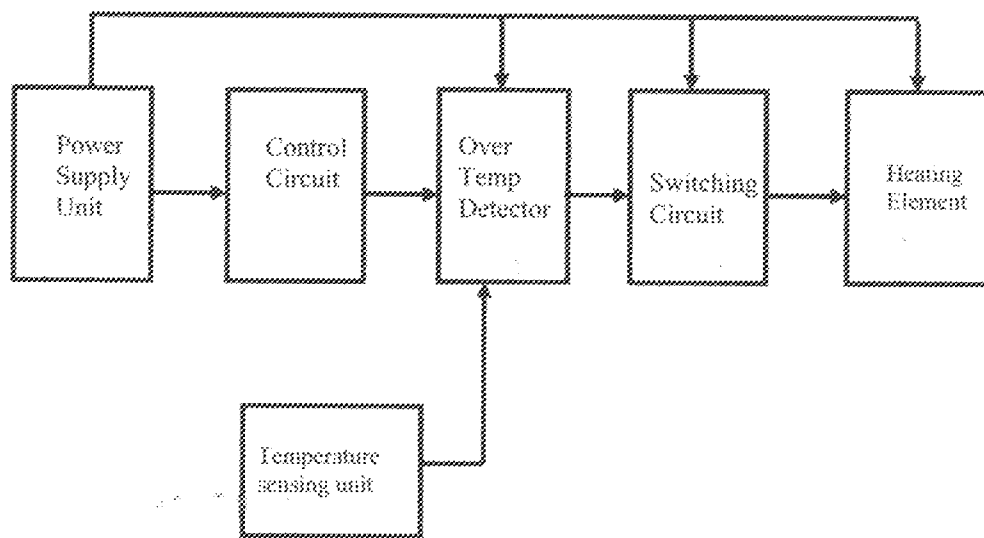 Power
Supply
Unit
Control
Circuit
Over
Temp
Detector
Switching
Circuit
Heating
Element
Temperature
sensing unit